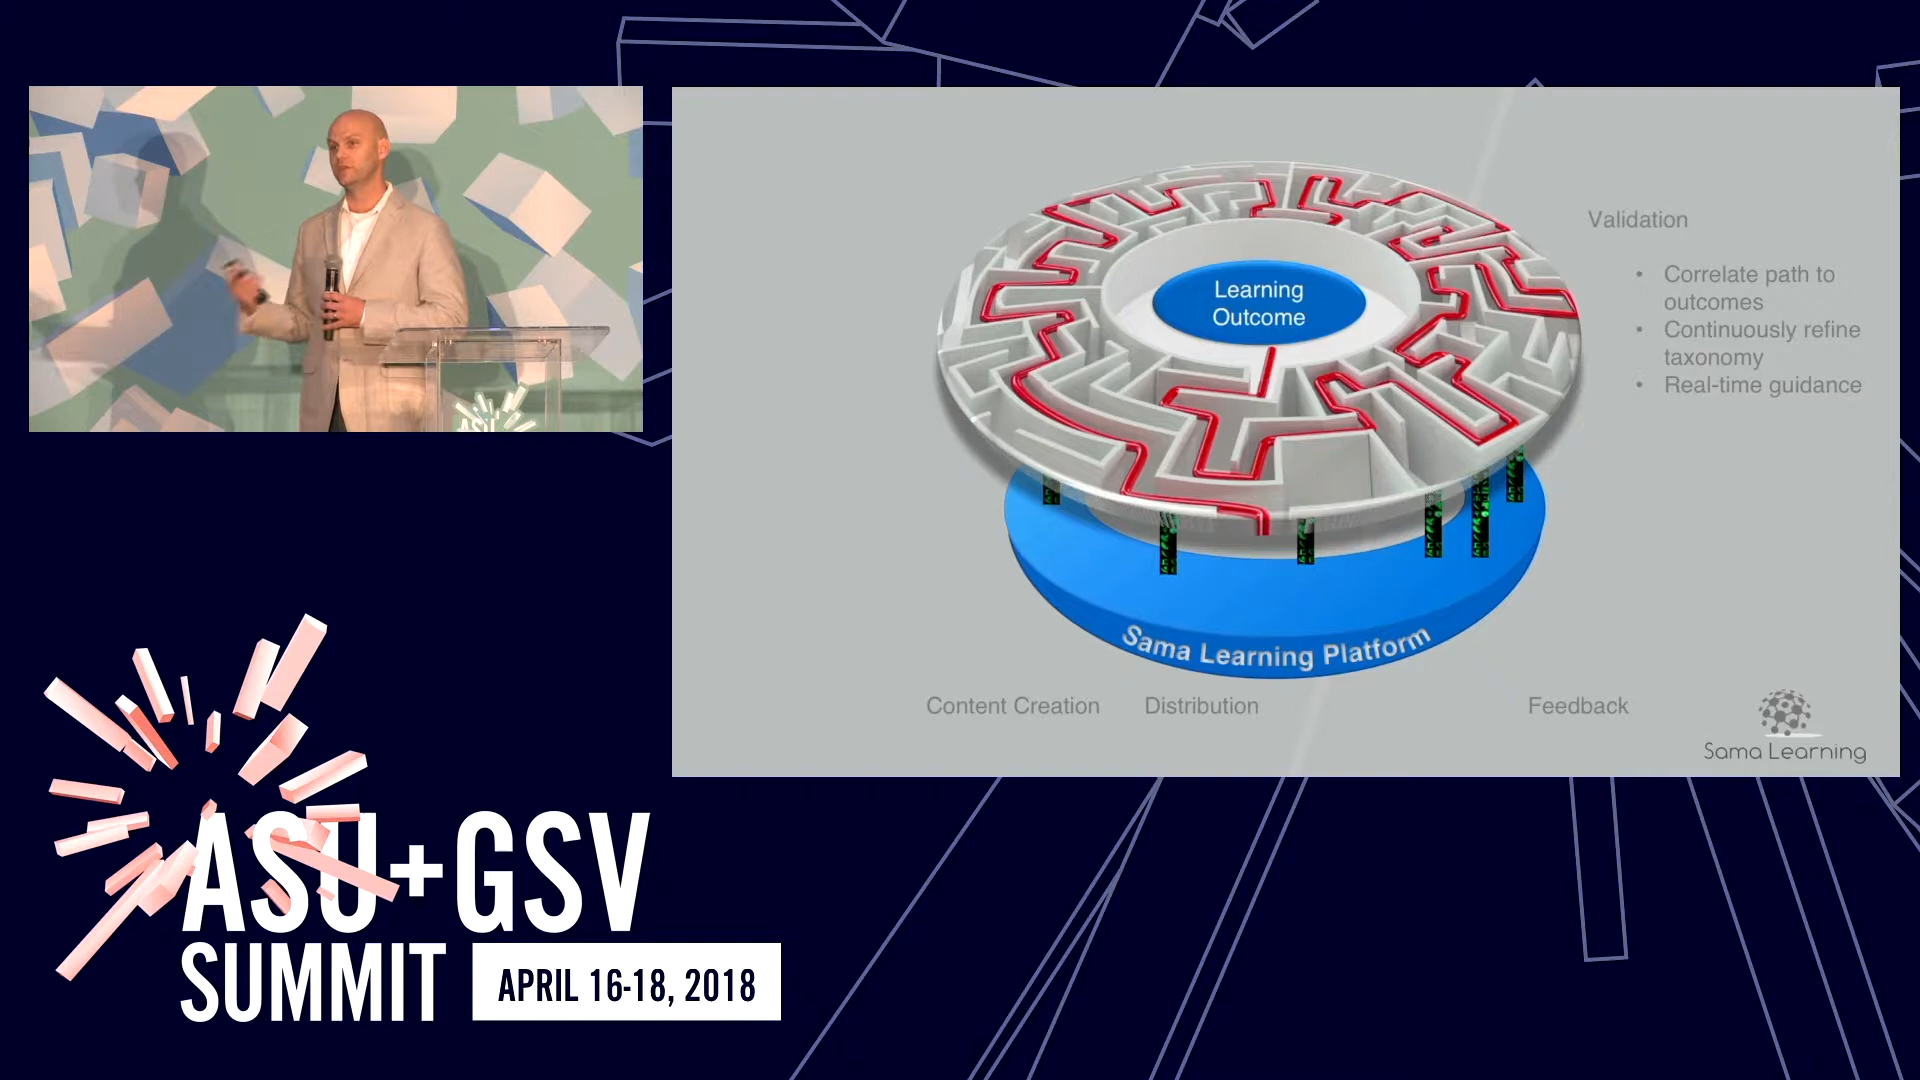 Validation
• Correlate path to
outcomes
• Continuously refine
taxonomy
• Real-time guidance
Learning
Outcome
Sama Learning Platform
Content Creation
Distribution
Feedback
Sama Learning
ASU
ASU+GSV
SUMMIT
APRIL 16-18, 2018